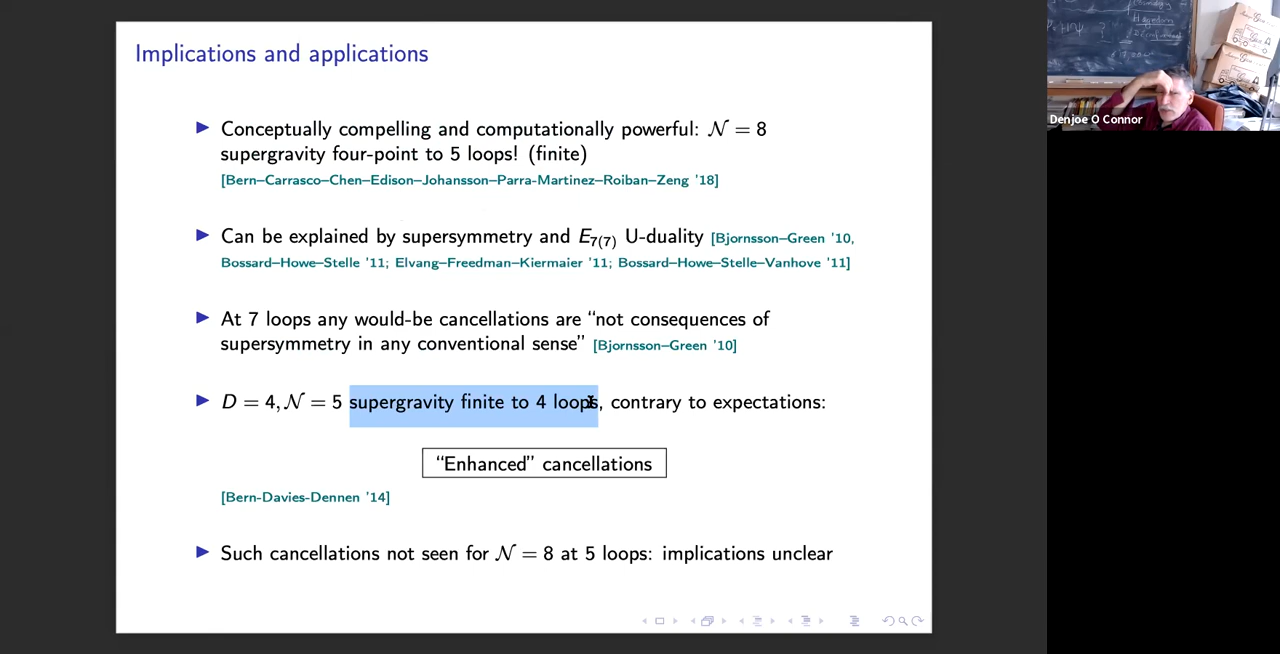 Implications and applications
Conceptually compelling and computationally powerful: 𝒩 = 8
supergravity four-point to 5 loops! (finite)
[Bern–Carrasco–Chen–Edison–Johansson–Parra-Martinez–Roiban–Zeng '18]
Can be explained by supersymmetry and E7(7) U-duality [Bjornsson–Green '10,
Bossard–Howe–Stelle '11; Elvang–Freedman–Kiermaier '11; Bossard–Howe–Stelle–Vanhove '11]
At 7 loops any would-be cancellations are “not consequences of
supersymmetry in any conventional sense” [Bjornsson–Green '10]
D = 4, 𝒩 = 5 supergravity finite to 4 loops, contrary to expectations:
“Enhanced” cancellations
[Bern-Davies-Dennen '14]
Such cancellations not seen for 𝒩 = 8 at 5 loops: implications unclear
Hagedorn
Denjoe O Connor